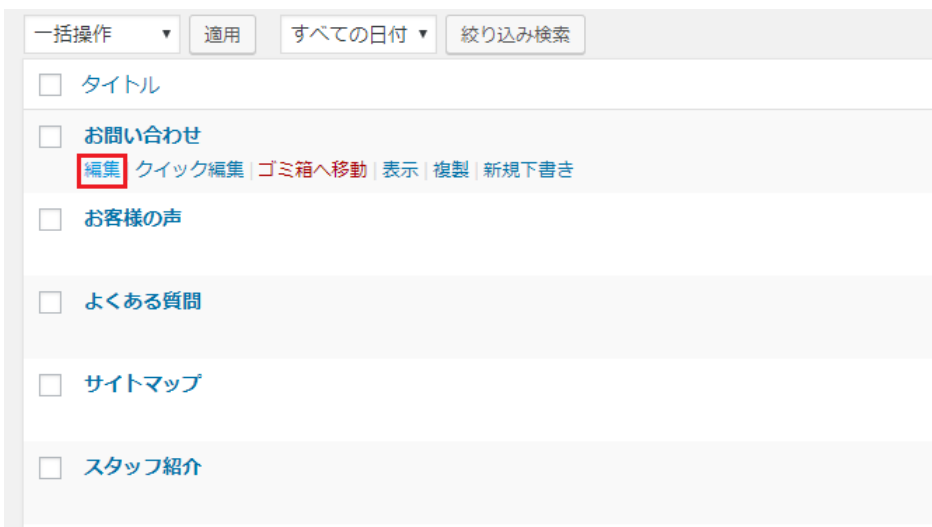 一括操作 ▼ 適用 すべての日付 ▼ 絞り込み検索
タイトル
お問い合わせ
編集 クイック編集 | ゴミ箱へ移動 | 表示 | 複製 | 新規下書き
お客様の声
よくある質問
サイトマップ
スタッフ紹介